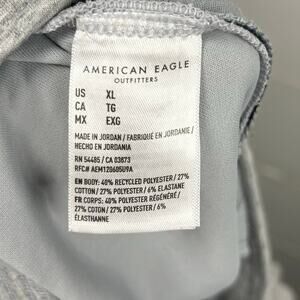 AMERICAN EAGLE
OUTFITTERS
US XL
CA TG
MX EXG
MADE IN JORDAN / FABRIQUÉ EN JORDANIE /
HECHO EN JORDANIA
RN 54485 / CA 03873
RFC# AEM120605U9A
EN BODY: 40% RECYCLED POLYESTER / 27%
COTTON / 27% POLYESTER / 6% ELASTANE
FR CORPS: 40% POLYESTER RÉGÉNÉRÉ /
27% COTON / 27% POLYESTER / 6%
ÉLASTHANNE